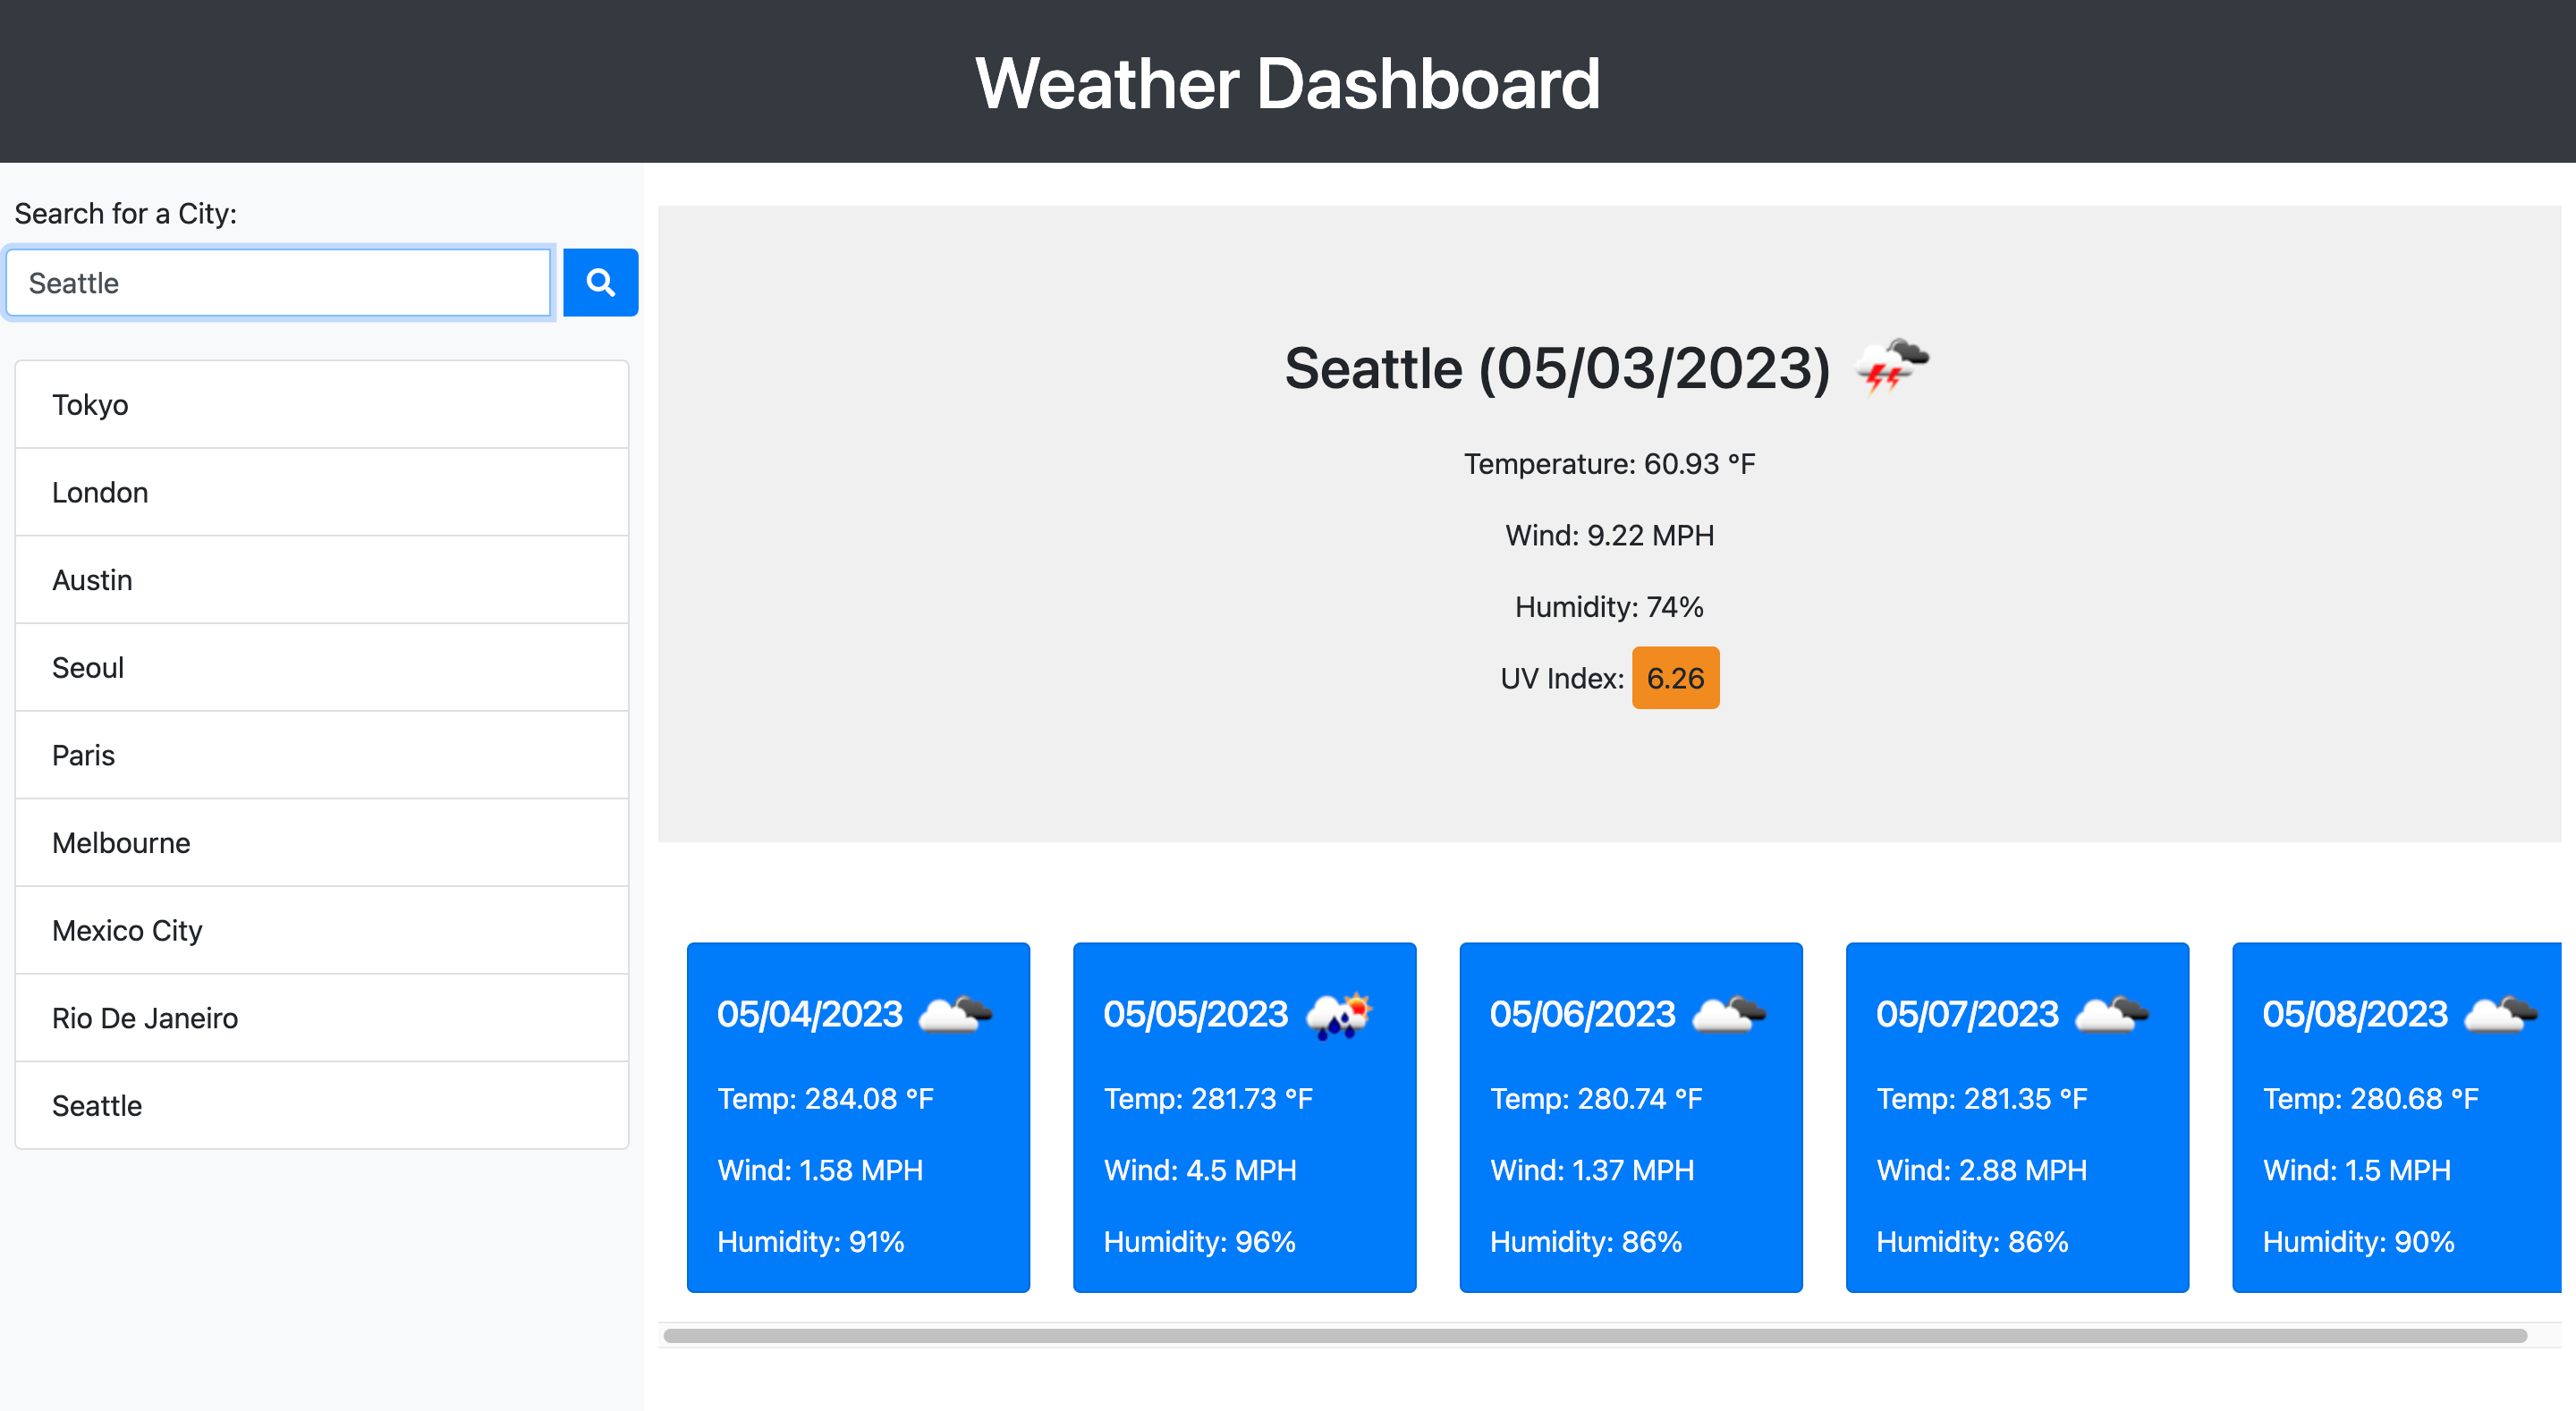 Weather Dashboard
Search for a City:
Seattle
Tokyo
London
Austin
Seoul
Paris
Melbourne
Mexico City
Rio De Janeiro
Seattle
Seattle (05/03/2023)
Temperature: 60.93 °F
Wind: 9.22 MPH
Humidity: 74%
UV Index: 6.26
05/04/2023
Temp: 284.08 °F
Wind: 1.58 MPH
Humidity: 91%
05/05/2023
Temp: 281.73 °F
Wind: 4.5 MPH
Humidity: 96%
05/06/2023
Temp: 280.74 °F
Wind: 1.37 MPH
Humidity: 86%
05/07/2023
Temp: 281.35 °F
Wind: 2.88 MPH
Humidity: 86%
05/08/2023
Temp: 280.68 °F
Wind: 1.5 MPH
Humidity: 90%